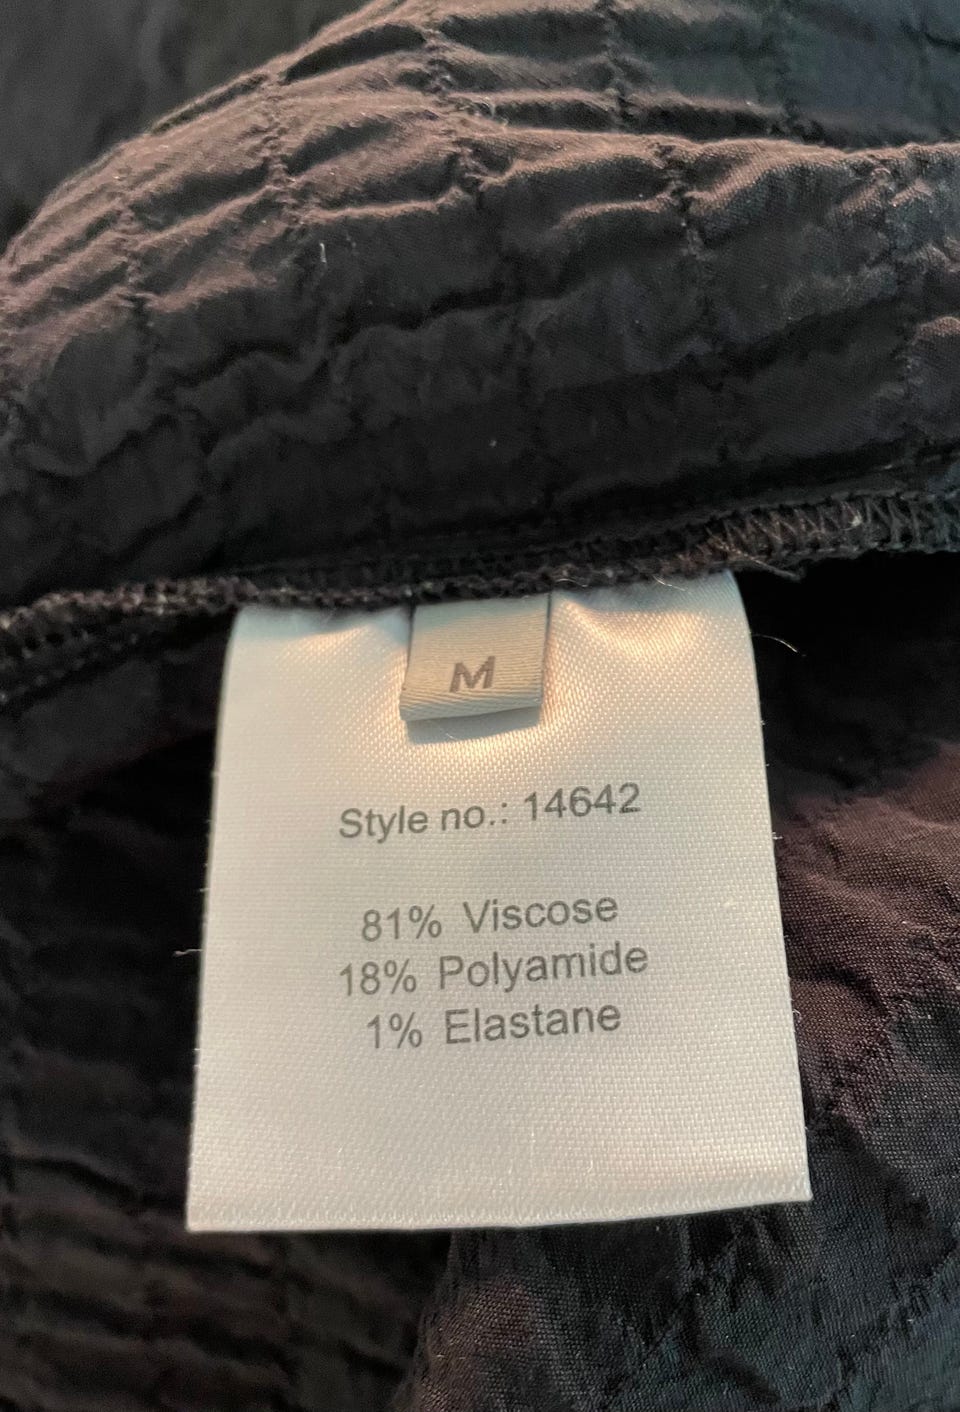 M
Style no.: 14642
81% Viscose
18% Polyamide
1% Elastane